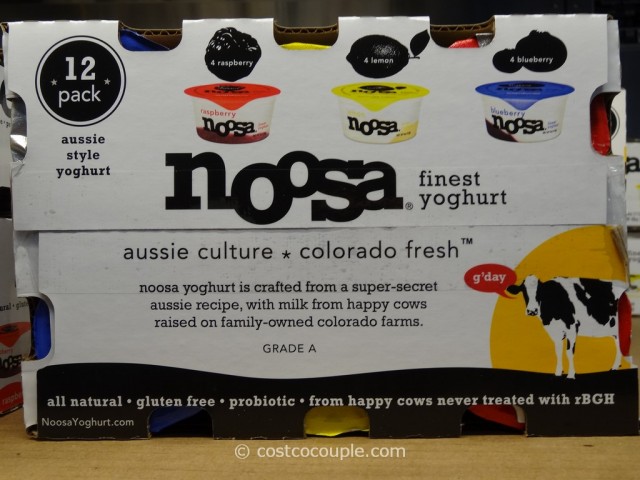 12
pack
aussie
style
yoghurt
4 raspberry
4 lemon
4 blueberry
raspberry
noosa
noosa
blueberry
noosa
noosa® finest
yoghurt
aussie culture * colorado fresh™
noosa yoghurt is crafted from a super-secret
aussie recipe, with milk from happy cows
raised on family-owned colorado farms.
GRADE A
g'day
all natural • gluten free • probiotic • from happy cows never treated with rBGH
NoosaYoghurt.com
© costcocouple.com